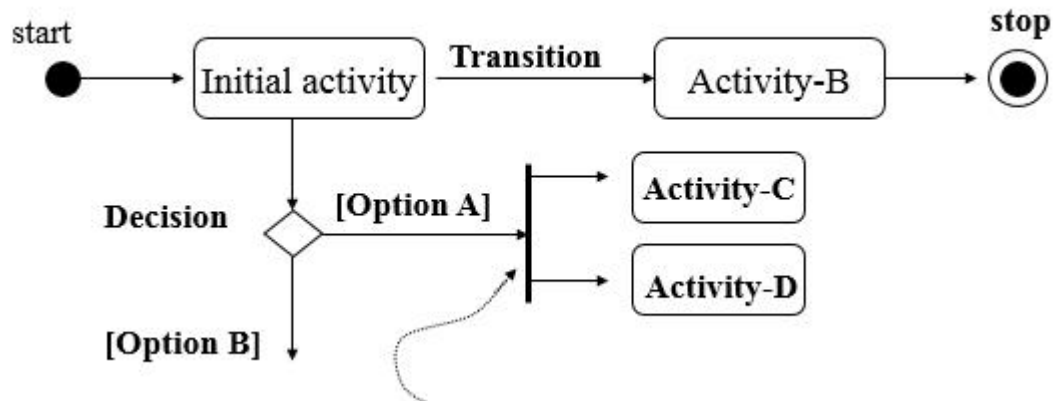 start
stop
Transition
Initial activity
Activity-B
Activity-C
[Option A]
Decision
Activity-D
[Option B]